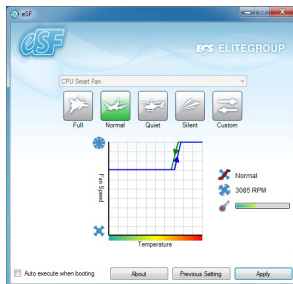 eSF
eSF
ECS ELITEGROUP
CPU Smart Fan
Full
Normal
Quiet
Silent
Custom
Fan Speed
Normal
3085 RPM
Temperature
Auto execute when booting
About
Previous Setting
Apply